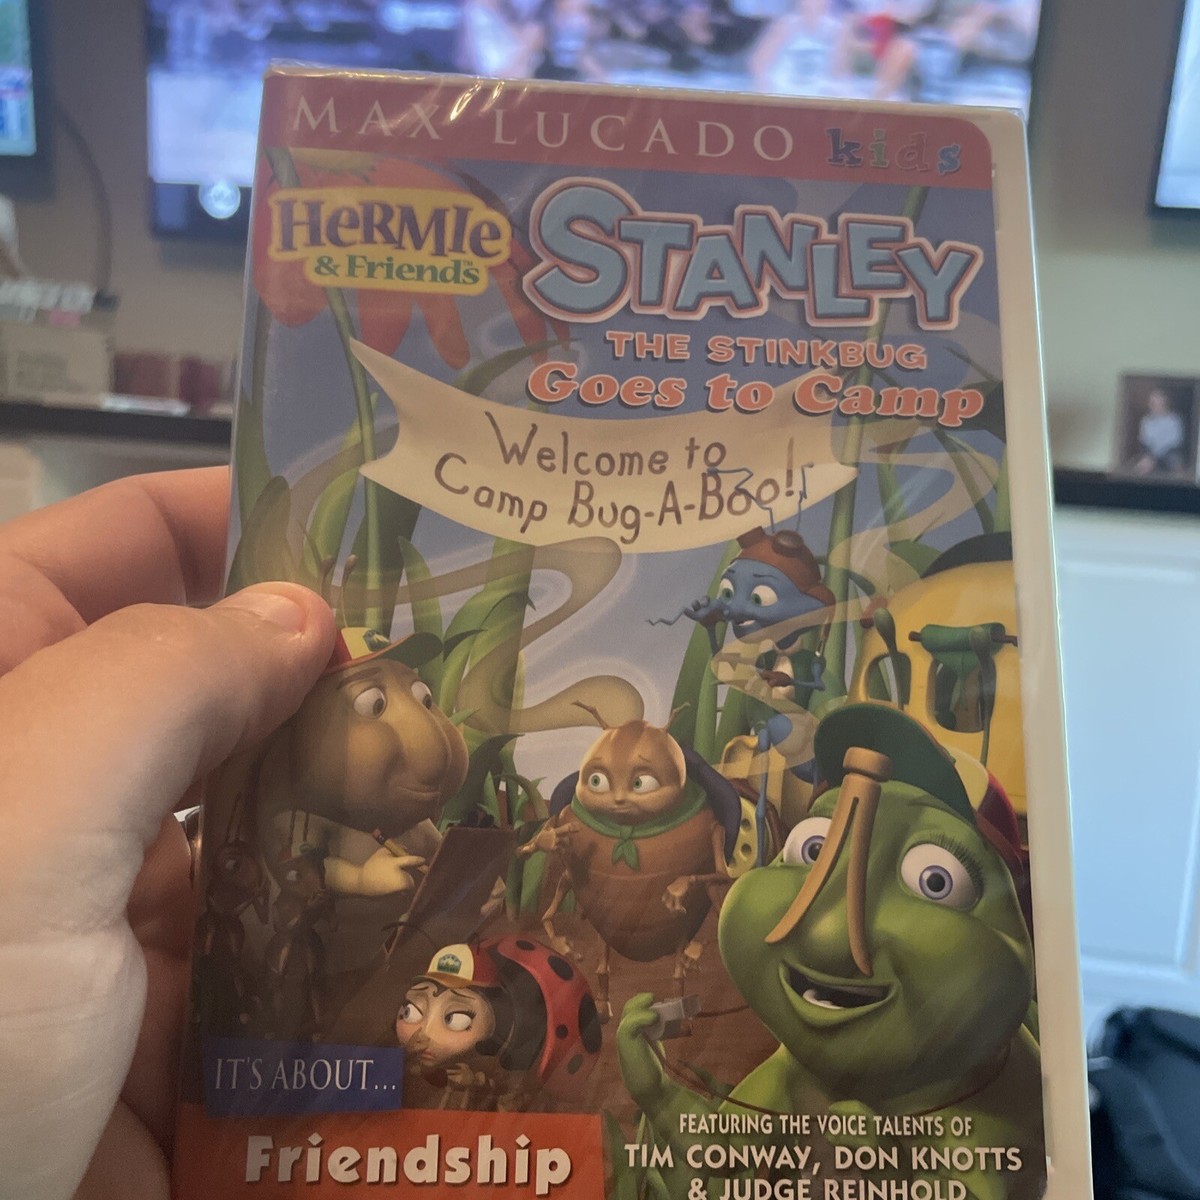 MAX LUCADO kids
HERMIE
& Friends™
STANLEY
THE STINKBUG
Goes to Camp
Welcome to
Camp Bug-A-Boo!
IT'S ABOUT...
Friendship
FEATURING THE VOICE TALENTS OF
TIM CONWAY, DON KNOTTS
& JUDGE REINHOLD